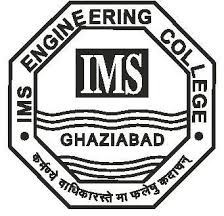 • IMS ENGINEERING COLLEGE •
IMS
GHAZIABAD
कर्मण्ये वाधिकारस्ते मा फलेषु कदाचन्